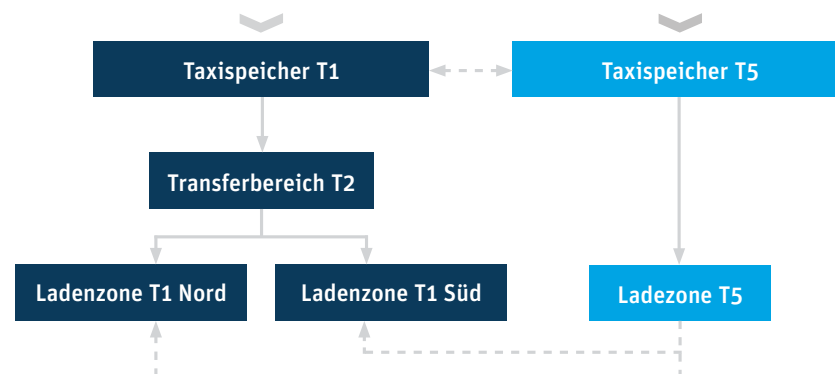 Taxispeicher T1
Taxispeicher T5
Transferbereich T2
Ladenzone T1 Nord
Ladenzone T1 Süd
Ladezone T5